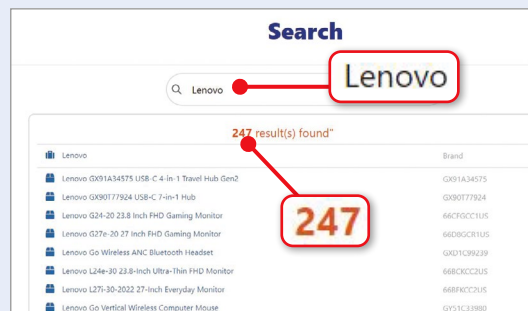 Search
Lenovo
Lenovo
247 result(s) found"
Lenovo Brand
Lenovo GX91A34575 USB-C 4-in-1 Travel Hub Gen2 GX91A34575
Lenovo GX90T77924 USB-C 7-in-1 Hub GX90T77924
247
Lenovo G24-20 23.8 Inch FHD Gaming Monitor 66CFGCC1US
Lenovo G27e-20 27 Inch FHD Gaming Monitor 66D8GCR1US
Lenovo Go Wireless ANC Bluetooth Headset GXD1C99239
Lenovo L24e-30 23.8-Inch Ultra-Thin FHD Monitor 66BCKCC2US
Lenovo L27i-30-2022 27-Inch Everyday Monitor 66BFKCC2US
Lenovo Go Vertical Wireless Computer Mouse GY51C33980